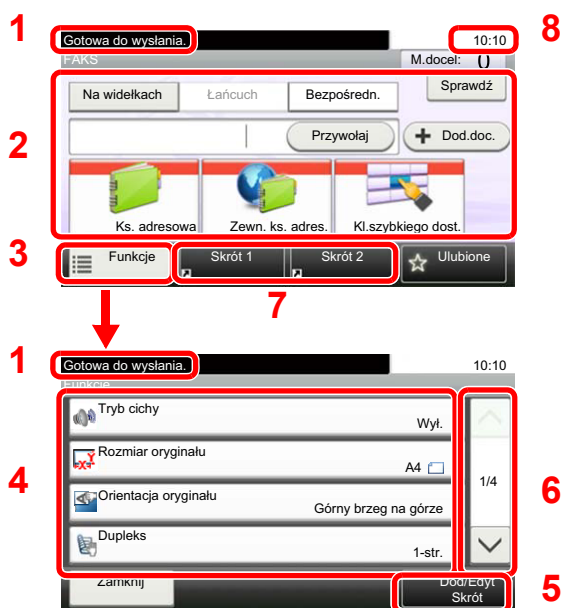 1 Gotowa do wysłania. 10:10 8
FAKS M.docel: 0
Na widełkach Łańcuch Bezpośredn. Sprawdź
2 Przywołaj + Dod.doc.
Ks. adresowa Zewn. ks. adres. Kl.szybkiego dost.
3 Funkcje Skrót 1 Skrót 2 Ulubione
7
1 Gotowa do wysłania. 10:10
Funkcje
Tryb cichy
Wył.
Rozmiar oryginału
A4
4 Orientacja oryginału 1/4 6
Górny brzeg na górze
Dupleks
1-str.
Zamknij Dod/Edyt
Skrót 5